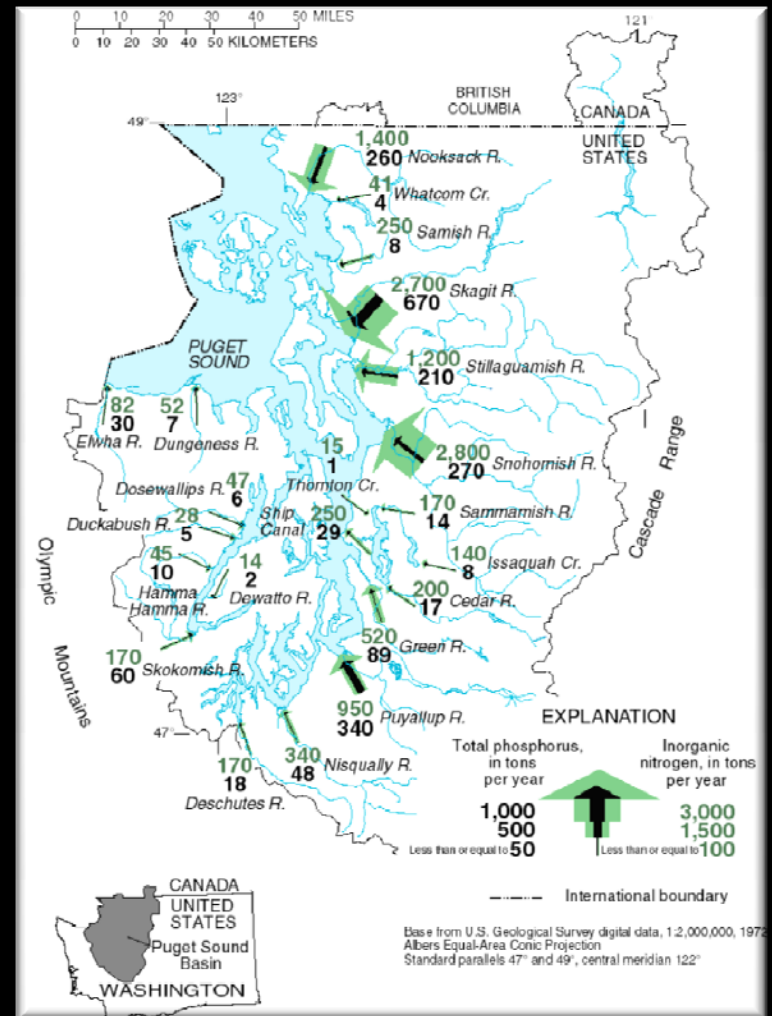 0 10 20 30 40 50 MILES
0 10 20 30 40 50 KILOMETERS
121°
123°
49°
BRITISH
COLUMBIA
CANADA
UNITED
STATES
1,400
260 Nooksack R.
41
4 Whatcom Cr.
250
8 Samish R.
2,700
670 Skagit R.
PUGET
SOUND
1,200
210 Stillaguamish R.
82
30
Elwha R.
52
7
Dungeness R.
2,800
270 Snohomish R.
15
1
Thornton Cr.
Dosewallips R. 47
6
170
14 Sammamish R.
Duckabush R. 28
5
Ship
Canal
250
29
140
8 Issaquah Cr.
45
10
Hamma
Hamma R.
14
2
Dewatto R.
200
17 Cedar R.
Cascade Range
Olympic
Mountains
520
89 Green R.
170
60 Skokomish R.
950
340 Puyallup R.
47°
340
48 Nisqually R.
170
18
Deschutes R.
EXPLANATION
Total phosphorus,
in tons
per year
Inorganic
nitrogen, in tons
per year
1,000
500
Less than or equal to 50
3,000
1,500
Less than or equal to 100
International boundary
CANADA
UNITED
STATES
Puget Sound
Basin
WASHINGTON
Base from U.S. Geological Survey digital data, 1:2,000,000, 1972
Albers Equal-Area Conic Projection
Standard parallels 47° and 49°, central meridian 122°